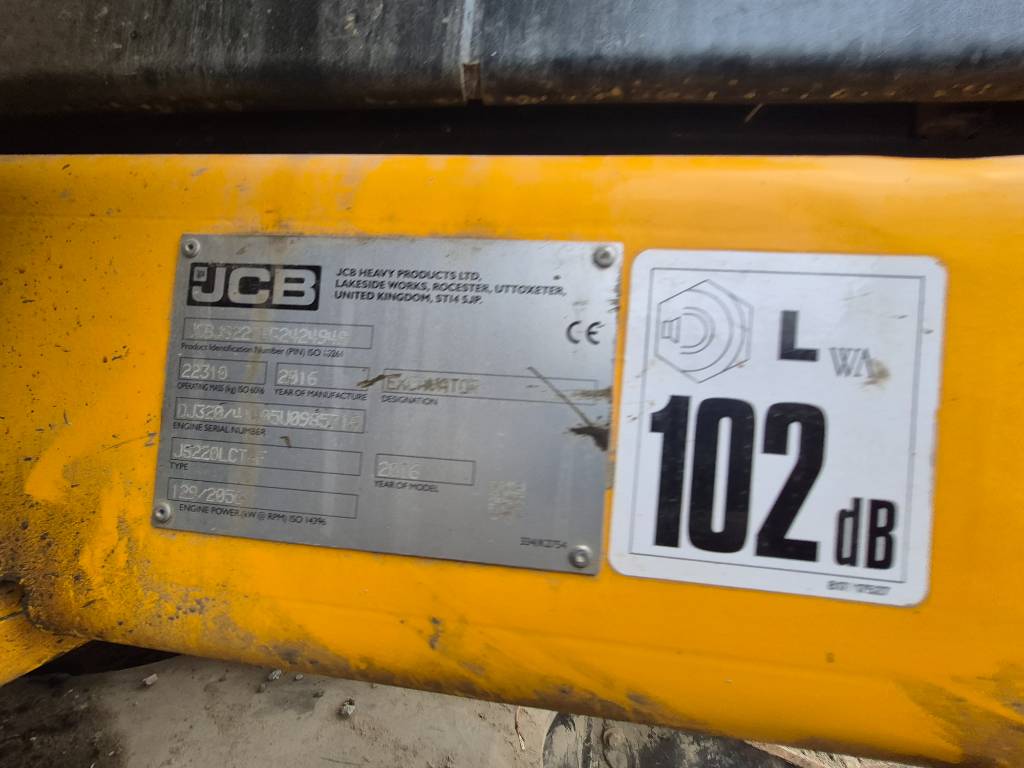 JCB
JCB HEAVY PRODUCTS LTD,
LAKESIDE WORKS, ROCESTER, UTTOXETER,
UNITED KINGDOM, ST14 5JP.
CE
Product Identification Number (PIN) ISO 10261
22310
OPERATING MASS (kg) ISO 6016
2016
YEAR OF MANUFACTURE
EXCAVATOR
DESIGNATION
ENGINE SERIAL NUMBER
TYPE
2016
YEAR OF MODEL
ENGINE POWER (kW @ RPM) ISO 14396
L WA
102 dB